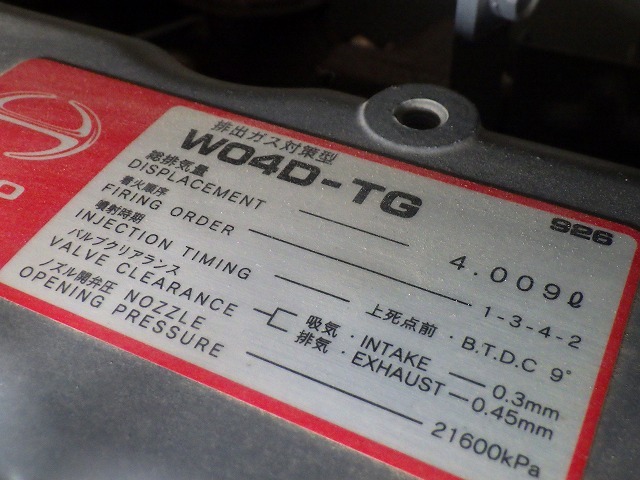 排出ガス対策型
W04D-TG
S26
総排気量
DISPLACEMENT 4.009ℓ
着火順序
FIRING ORDER 1-3-4-2
噴射時期
INJECTION TIMING 上死点前・B.T.D.C 9°
バルブクリアランス
VALVE CLEARANCE
吸気・INTAKE 0.3mm
排気・EXHAUST 0.45mm
ノズル開弁圧 NOZZLE
OPENING PRESSURE 21600kPa